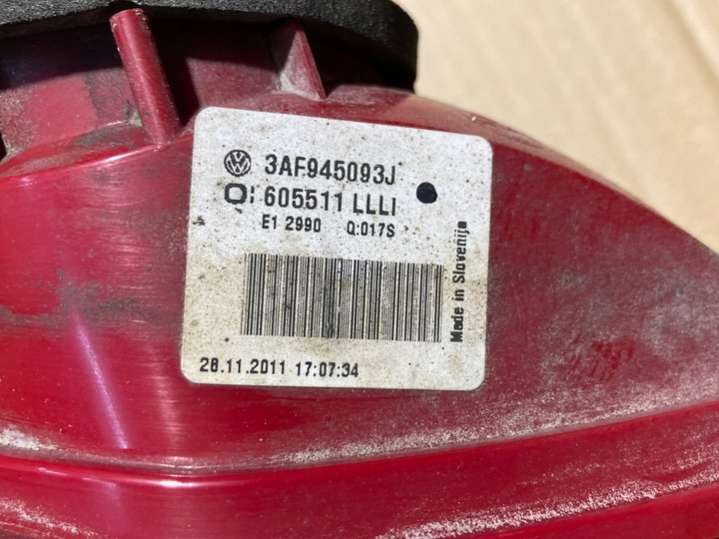 3AF945093J
605511 LLLI
E1 2990 Q:017S
Made in Slovenija
28.11.2011 17:07:34